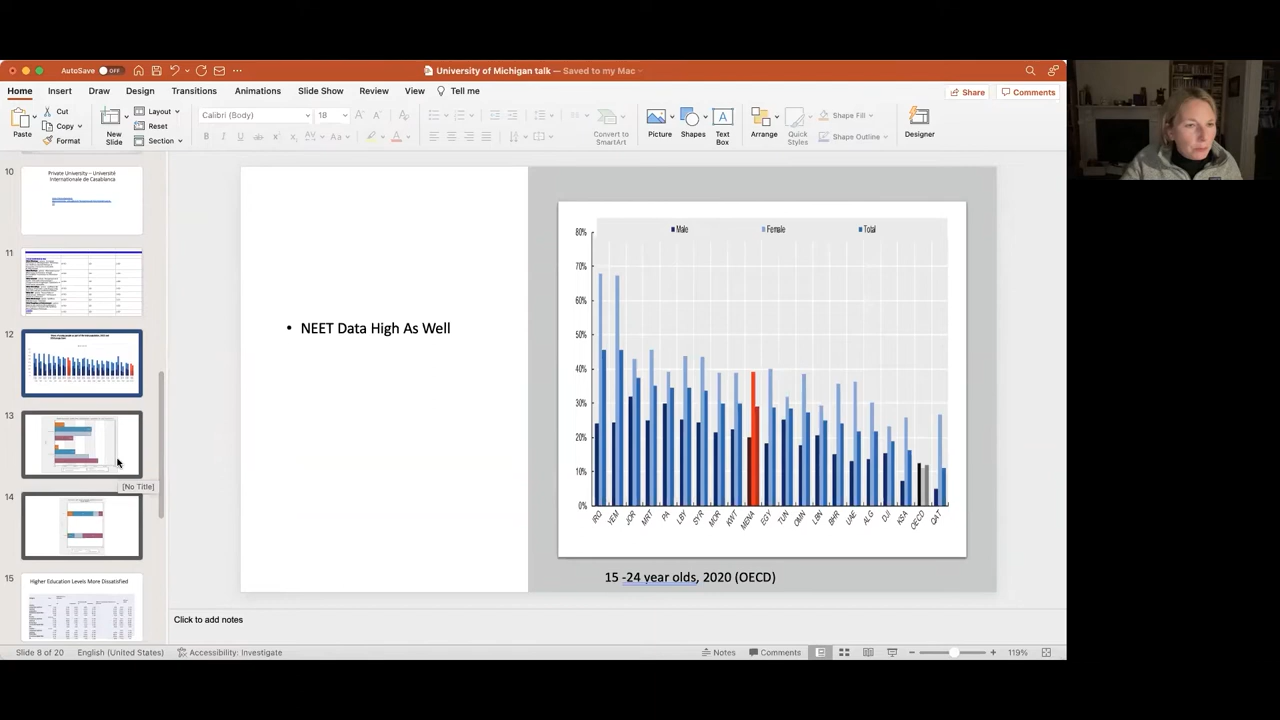 AutoSave OFF
University of Michigan talk — Saved to my Mac
Home Insert Draw Design Transitions Animations Slide Show Review View Tell me
Share Comments
Paste
Cut
Copy
Format
New Slide
Layout
Reset
Section
Calibri (Body) 18
Convert to SmartArt
Picture
Shapes
Text Box
Arrange
Quick Styles
Shape Fill
Shape Outline
Designer
10
Private University – Université
Internationale de Casablanca
11
12
13
[No Title]
14
15
Higher Education Levels More Dissatisfied
• NEET Data High As Well
Male Female Total
80%
70%
60%
50%
40%
30%
20%
10%
0%
IRQ YEM JOR MRT PA LBY SYR MOR KWT MENA EGY TUN OMN LBN BHR UAE ALG DJI KSA OECD QAT
15 -24 year olds, 2020 (OECD)
Click to add notes
Slide 8 of 20 English (United States) Accessibility: Investigate
Notes Comments 119%